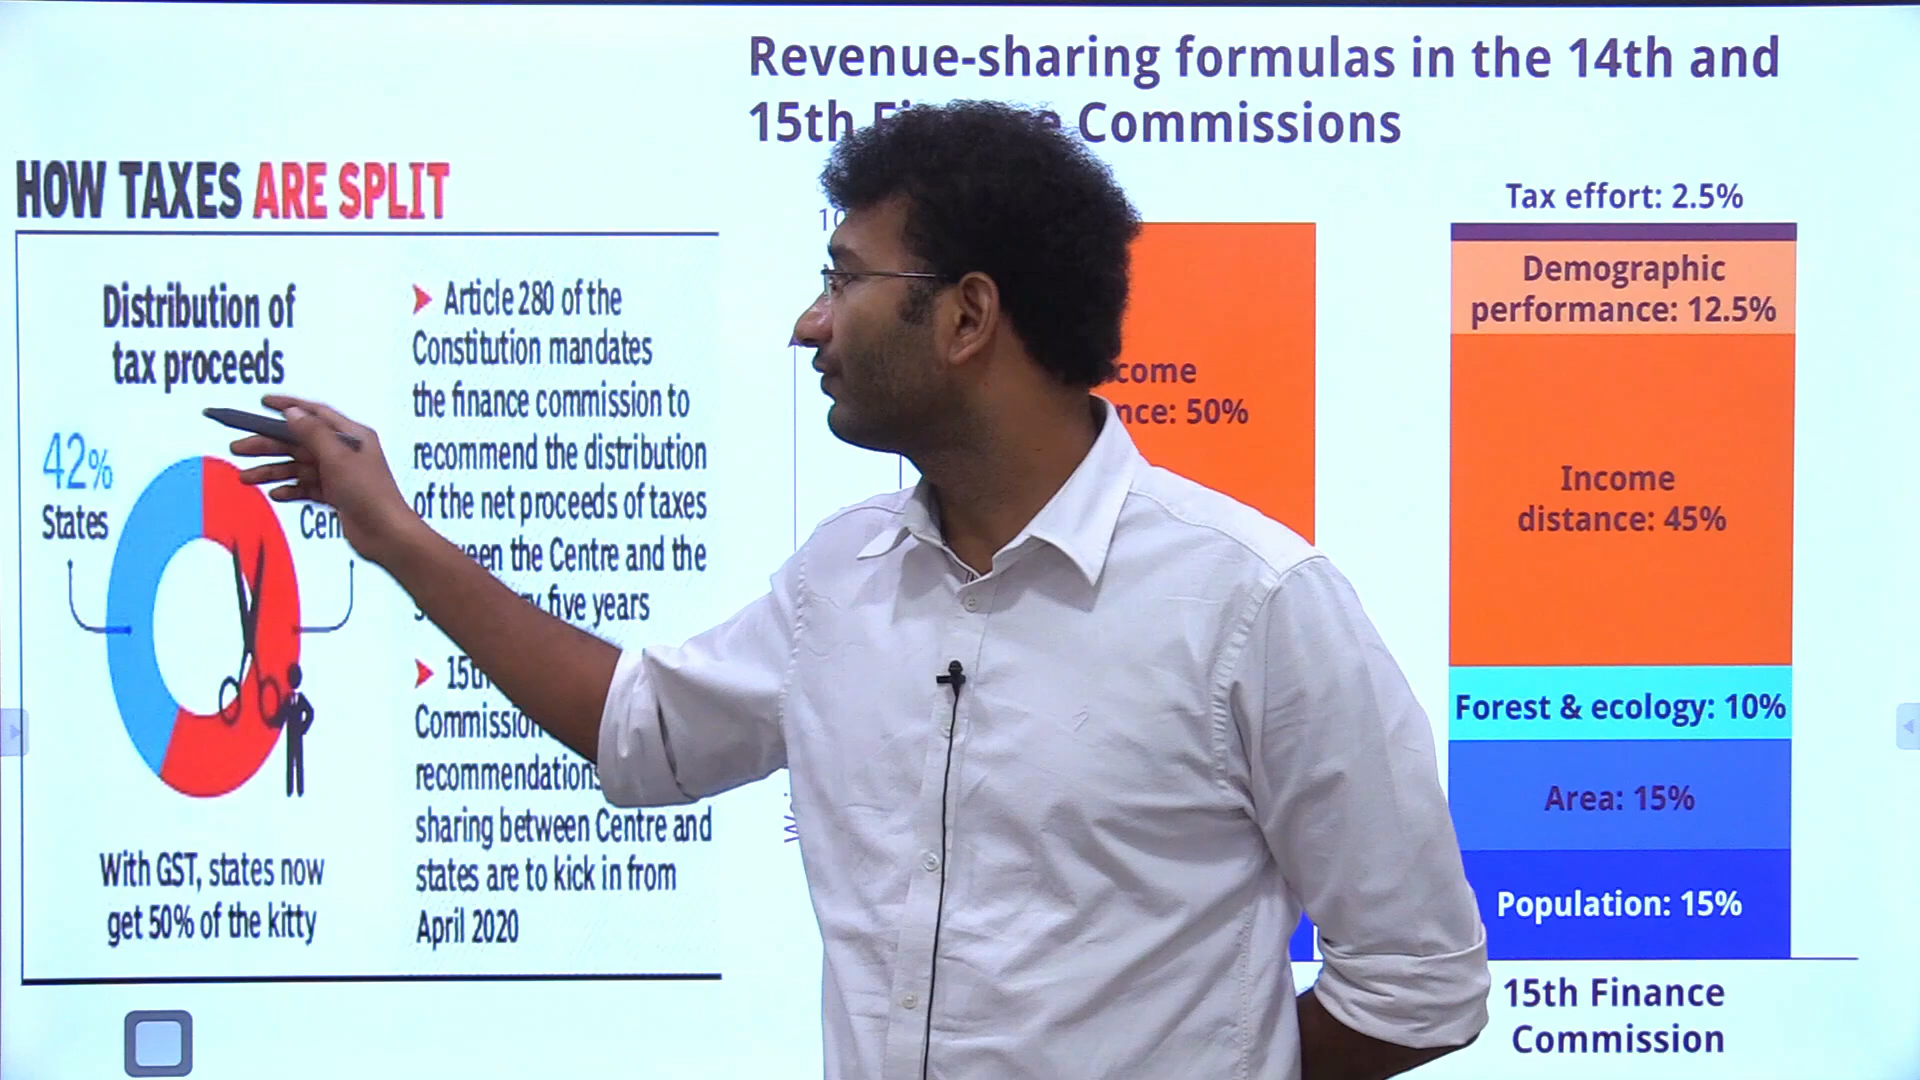 Revenue-sharing formulas in the 14th and
15th Commissions
HOW TAXES ARE SPLIT
Distribution of
tax proceeds
42%
States
With GST, states now
get 50% of the kitty
Article 280 of the
Constitution mandates
the finance commission to
recommend the distribution
of the net proceeds of taxes
the Centre and the
five years
Commission
recommendations
sharing between Centre and
states are to kick in from
April 2020
50%
Tax effort: 2.5%
Demographic
performance: 12.5%
Income
distance: 45%
Forest & ecology: 10%
Area: 15%
Population: 15%
15th Finance
Commission